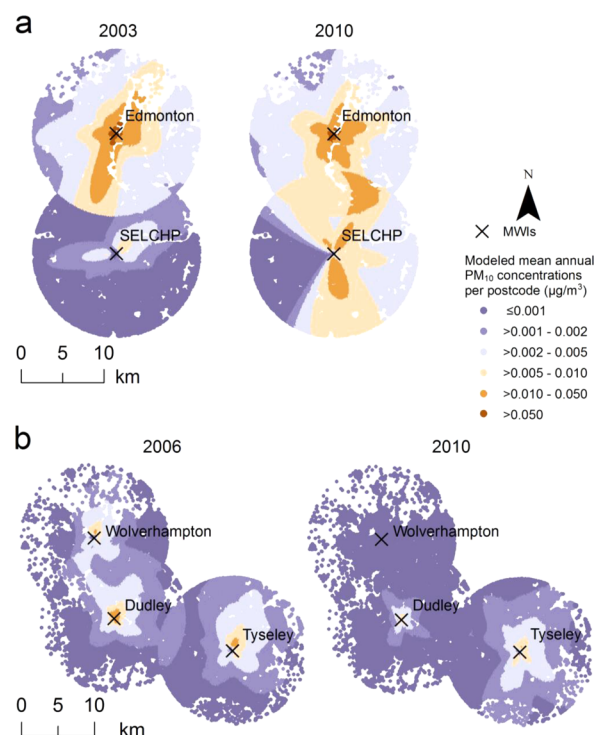 a
2003
2010
Edmonton
Edmonton
SELCHP
SELCHP
N
MWIs
Modeled mean annual
PM10 concentrations
per postcode (µg/m³)
≤0.001
>0.001 - 0.002
>0.002 - 0.005
>0.005 - 0.010
>0.010 - 0.050
>0.050
0 5 10
km
b
2006
2010
Wolverhampton
Wolverhampton
Dudley
Dudley
Tyseley
Tyseley
0 5 10
km